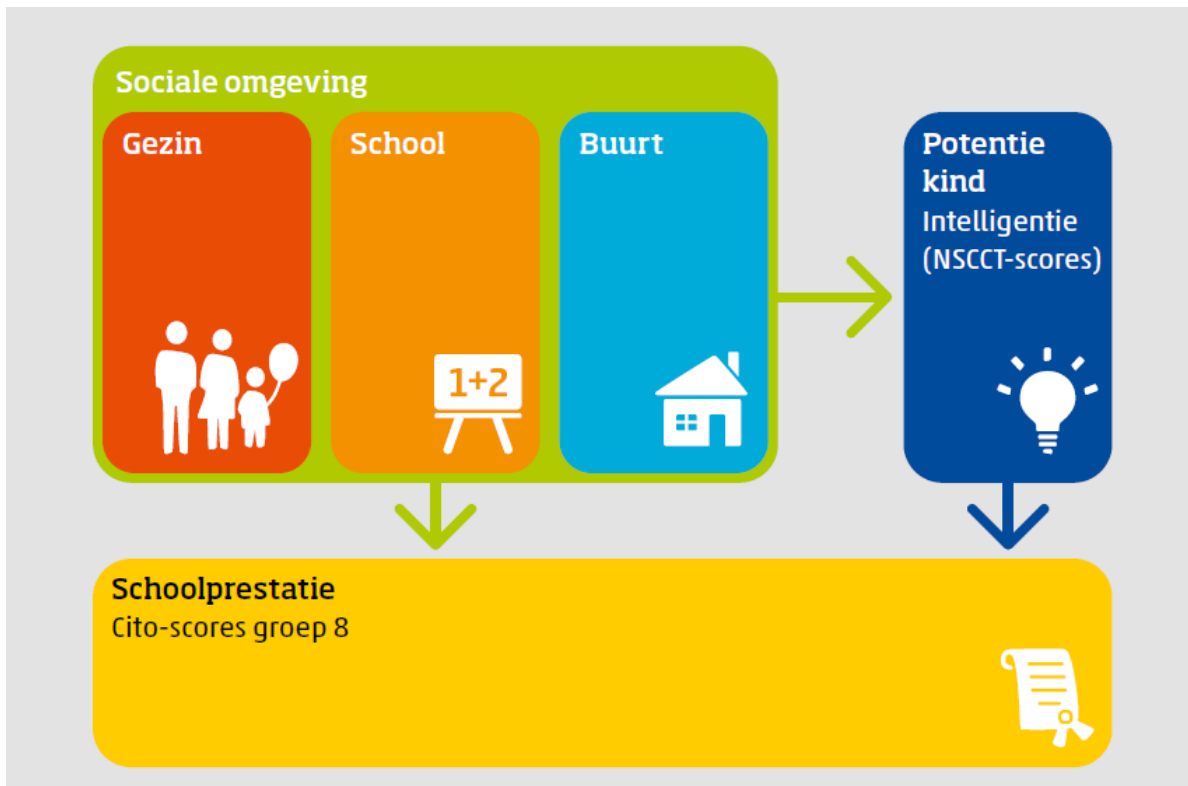 Sociale omgeving
Gezin
School
Buurt
1+2
Potentie
kind
Intelligentie
(NSCCT-scores)
Schoolprestatie
Cito-scores groep 8